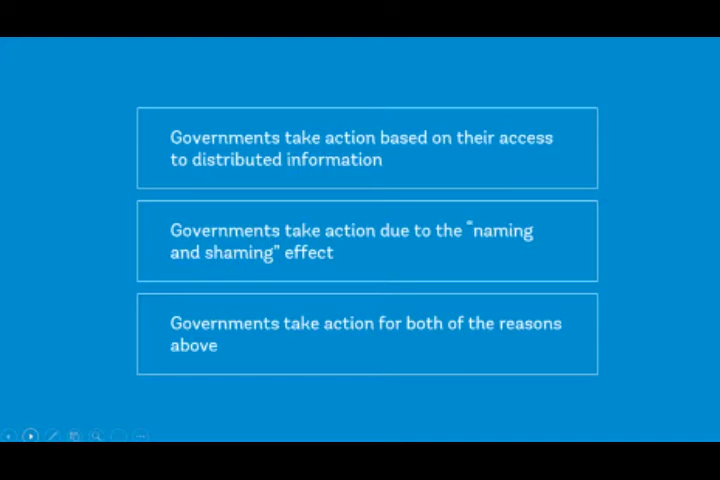 Governments take action based on their access
to distributed information
Governments take action due to the "naming
and shaming" effect
Governments take action for both of the reasons
above